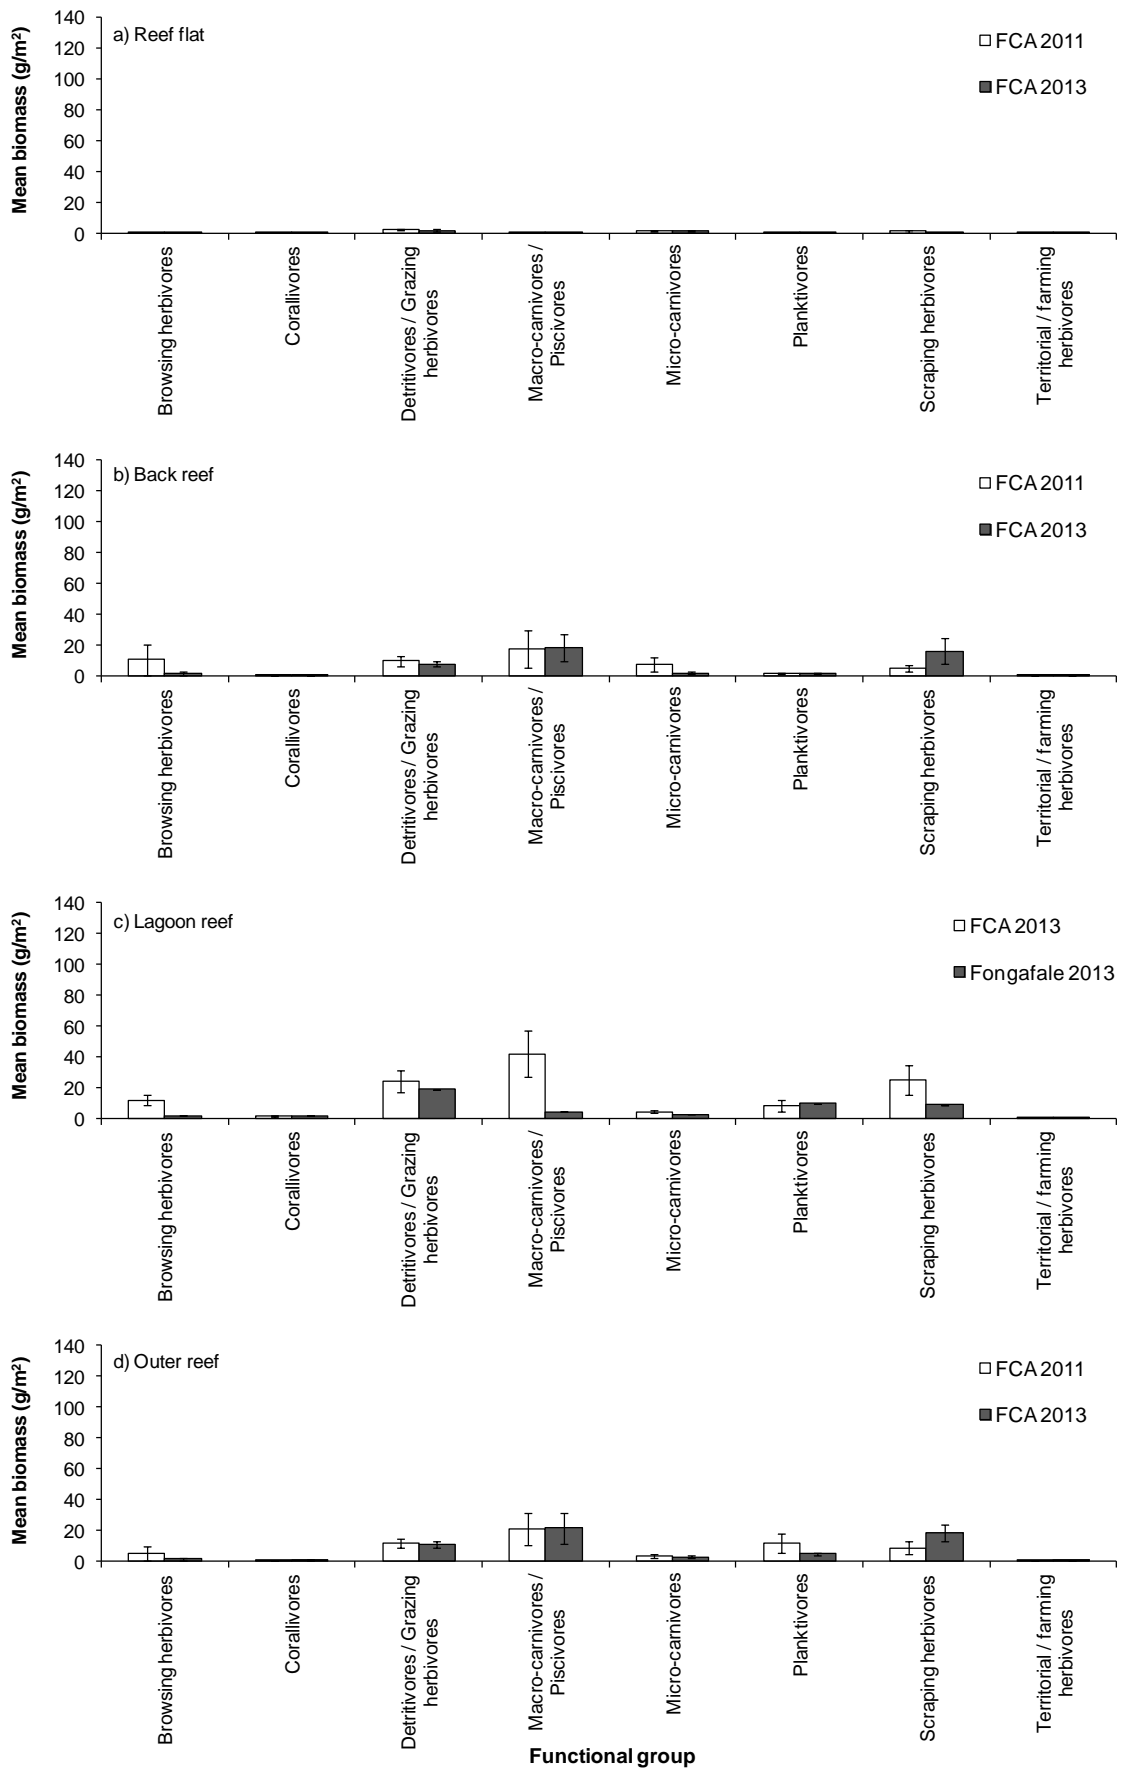 Mean biomass (g/m²)
140
120
100
80
60
40
20
0
a) Reef flat
FCA 2011
FCA 2013
Browsing herbivores
Corallivores
Detritivores / Grazing
herbivores
Macro-carnivores /
Piscivores
Micro-carnivores
Planktivores
Scraping herbivores
Territorial / farming
herbivores
Mean biomass (g/m²)
140
120
100
80
60
40
20
0
b) Back reef
FCA 2011
FCA 2013
Browsing herbivores
Corallivores
Detritivores / Grazing
herbivores
Macro-carnivores /
Piscivores
Micro-carnivores
Planktivores
Scraping herbivores
Territorial / farming
herbivores
Mean biomass (g/m²)
140
120
100
80
60
40
20
0
c) Lagoon reef
FCA 2013
Fongafale 2013
Browsing herbivores
Corallivores
Detritivores / Grazing
herbivores
Macro-carnivores /
Piscivores
Micro-carnivores
Planktivores
Scraping herbivores
Territorial / farming
herbivores
Mean biomass (g/m²)
140
120
100
80
60
40
20
0
d) Outer reef
FCA 2011
FCA 2013
Browsing herbivores
Corallivores
Detritivores / Grazing
herbivores
Macro-carnivores /
Piscivores
Micro-carnivores
Planktivores
Scraping herbivores
Territorial / farming
herbivores
Functional group